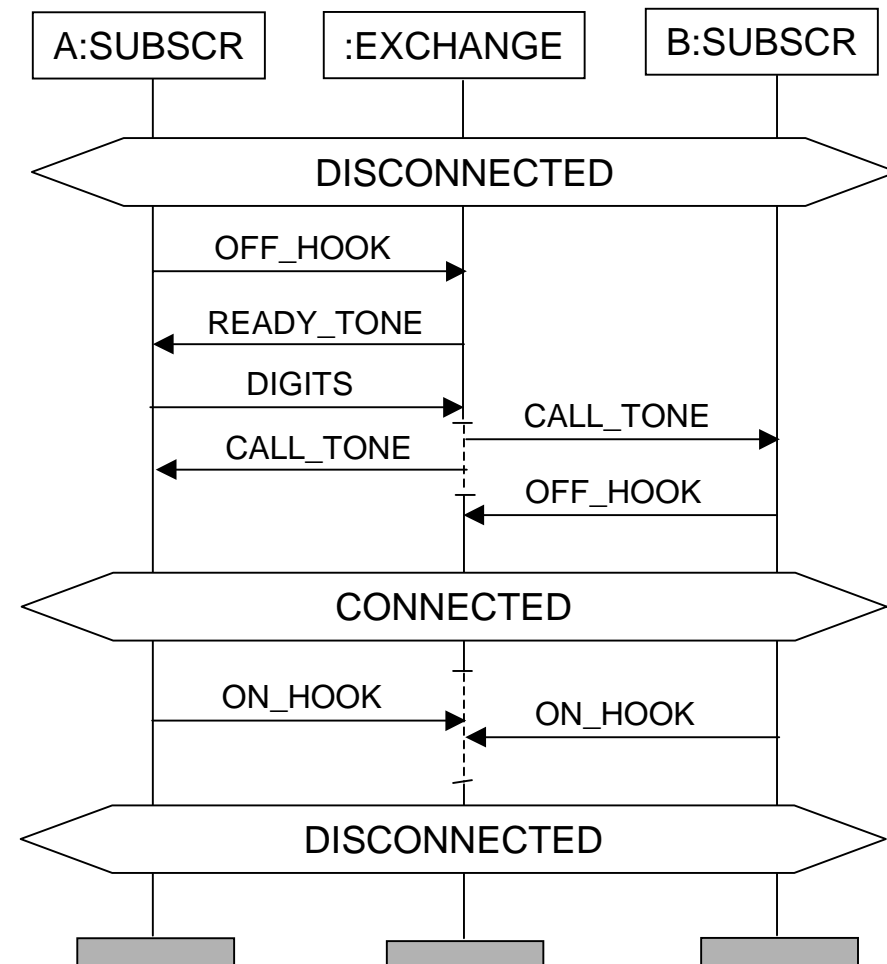 A:SUBSCR
:EXCHANGE
B:SUBSCR
DISCONNECTED
OFF_HOOK
READY_TONE
DIGITS
CALL_TONE
CALL_TONE
OFF_HOOK
CONNECTED
ON_HOOK
ON_HOOK
DISCONNECTED